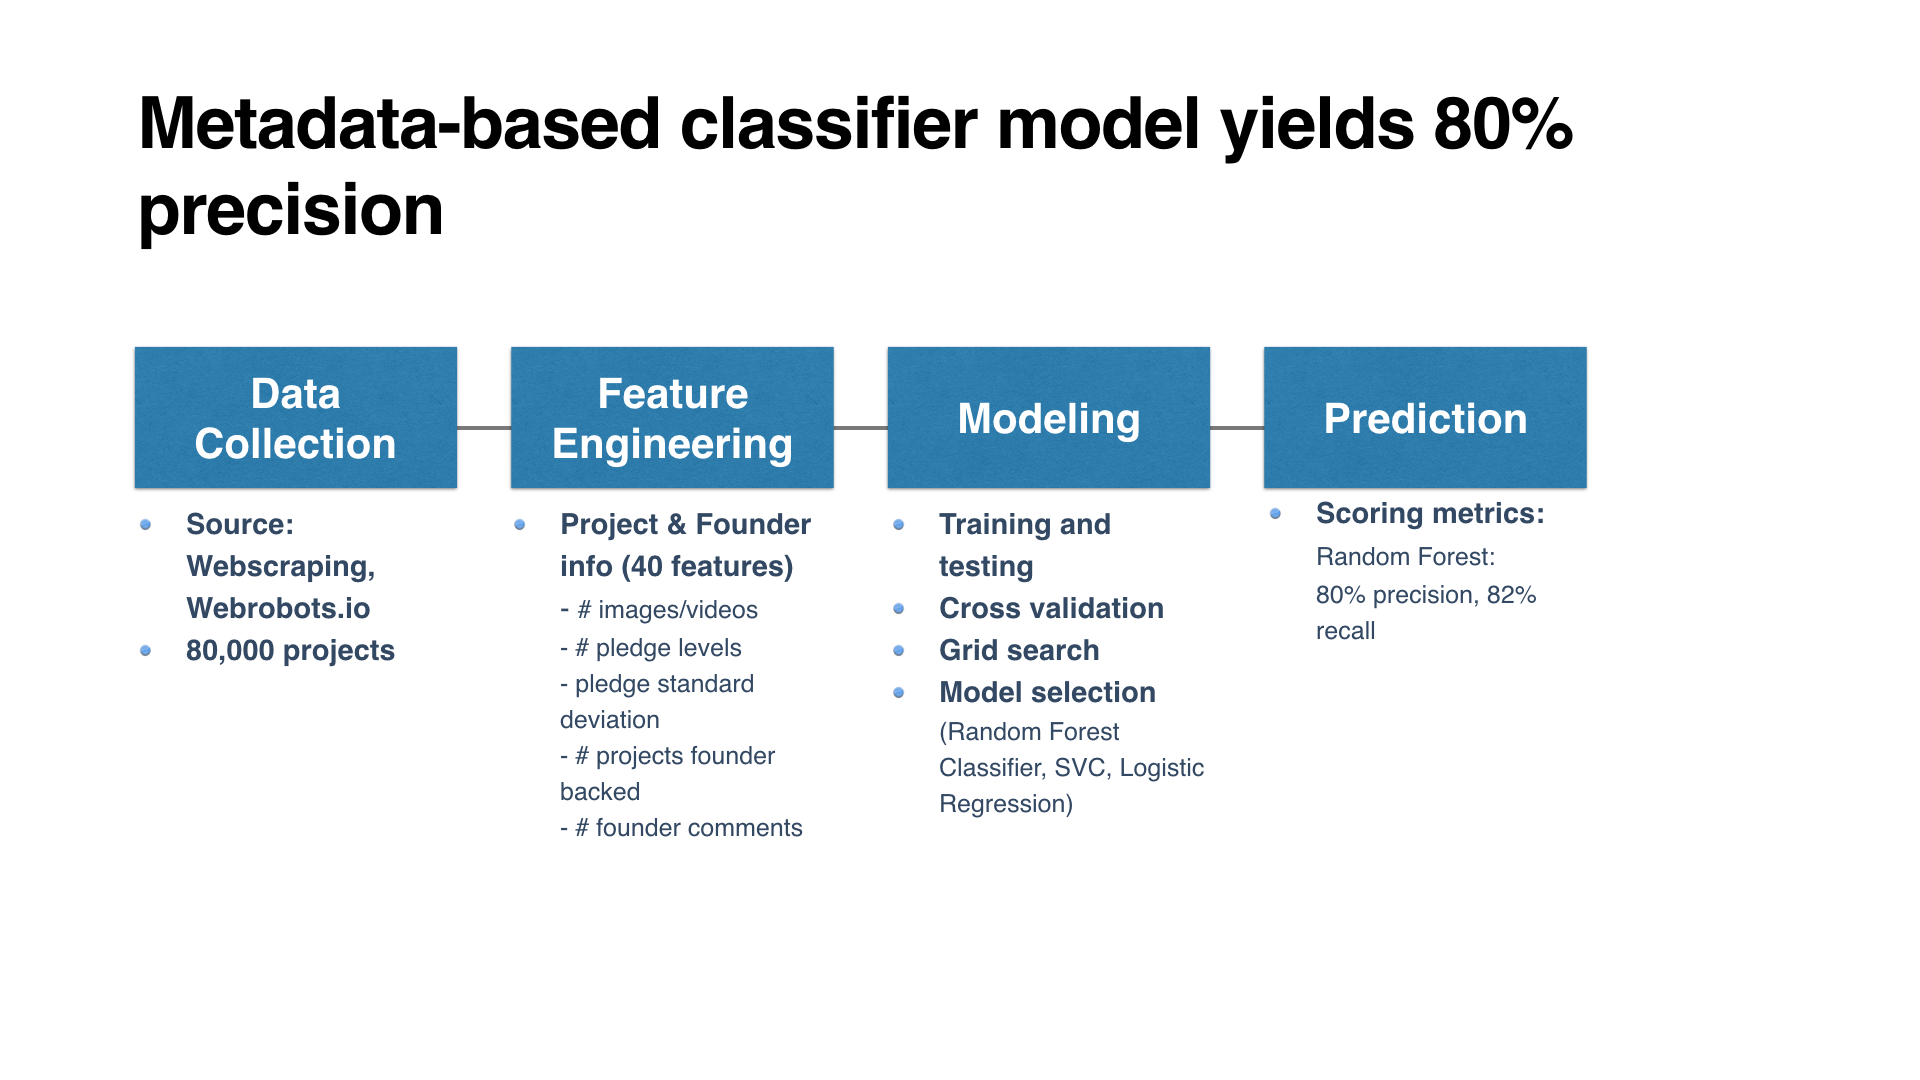 Metadata-based classifier model yields 80%
precision
Data
Collection
Feature
Engineering
Modeling
Prediction
Source:
Webscraping,
Webrobots.io
80,000 projects
Project & Founder
info (40 features)
- # images/videos
- # pledge levels
- pledge standard
deviation
- # projects founder
backed
- # founder comments
Training and
testing
Cross validation
Grid search
Model selection
(Random Forest
Classifier, SVC, Logistic
Regression)
Scoring metrics:
Random Forest:
80% precision, 82%
recall